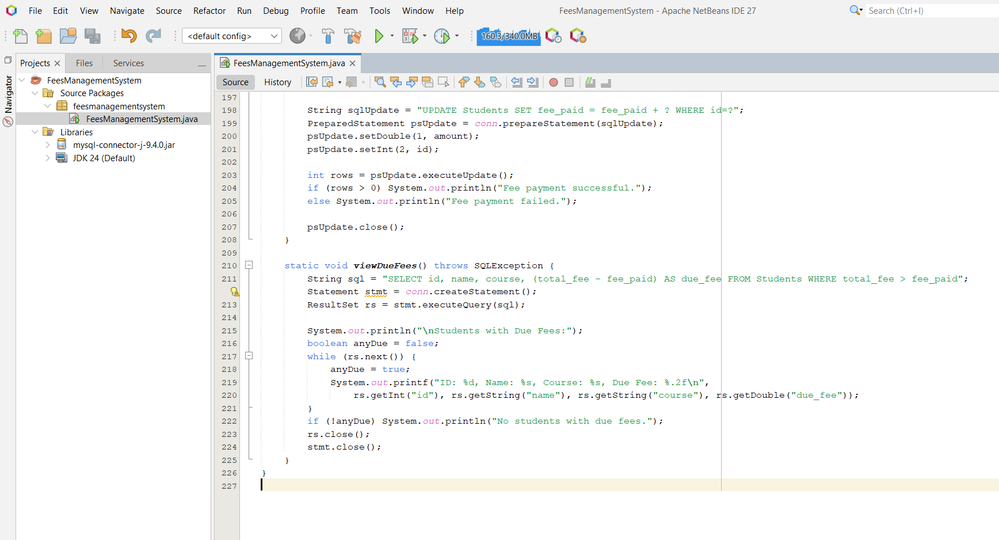 File Edit View Navigate Source Refactor Run Debug Profile Team Tools Window Help FeesManagementSystem - Apache NetBeans IDE 27 Search (Ctrl+I)
<default config> 160.3/340.0MB
Projects Files Services
FeesManagementSystem.java
Navigator
Source History
FeesManagementSystem
Source Packages
feesmanagementsystem
FeesManagementSystem.java
Libraries
mysql-connector-j-9.4.0.jar
JDK 24 (Default)
197
198 String sqlUpdate = "UPDATE Students SET fee_paid = fee_paid + ? WHERE id=?";
199 PreparedStatement psUpdate = conn.prepareStatement(sqlUpdate);
200 psUpdate.setDouble(1, amount);
201 psUpdate.setInt(2, id);
202
203 int rows = psUpdate.executeUpdate();
204 if (rows > 0) System.out.println("Fee payment successful.");
205 else System.out.println("Fee payment failed.");
206
207 psUpdate.close();
208 }
209
210 static void viewDueFees() throws SQLException {
211 String sql = "SELECT id, name, course, (total_fee - fee_paid) AS due_fee FROM Students WHERE total_fee > fee_paid";
Statement stmt = conn.createStatement();
213 ResultSet rs = stmt.executeQuery(sql);
214
215 System.out.println("\nStudents with Due Fees:");
216 boolean anyDue = false;
217 while (rs.next()) {
218 anyDue = true;
219 System.out.printf("ID: %d, Name: %s, Course: %s, Due Fee: %.2f\n",
220 rs.getInt("id"), rs.getString("name"), rs.getString("course"), rs.getDouble("due_fee"));
221 }
222 if (!anyDue) System.out.println("No students with due fees.");
223 rs.close();
224 stmt.close();
225 }
226 }
227